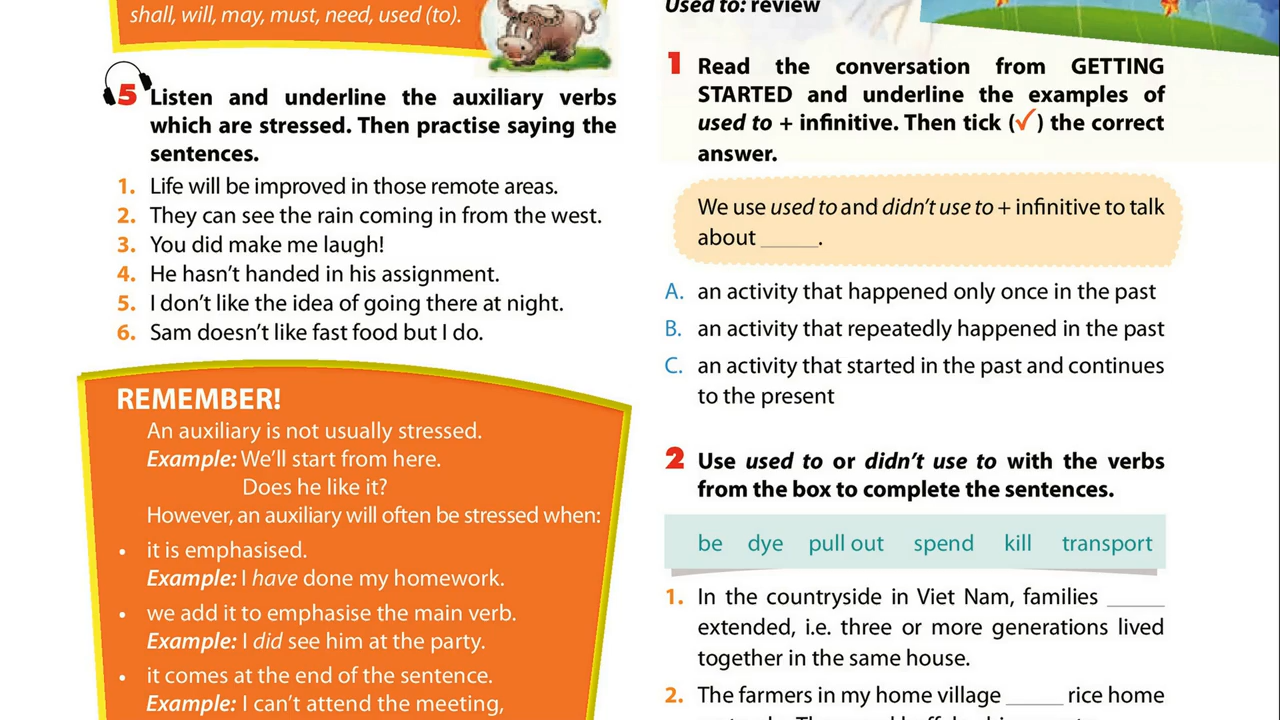 shall, will, may, must, need, used (to).
5 Listen and underline the auxiliary verbs
which are stressed. Then practise saying the
sentences.
1. Life will be improved in those remote areas.
2. They can see the rain coming in from the west.
3. You did make me laugh!
4. He hasn't handed in his assignment.
5. I don't like the idea of going there at night.
6. Sam doesn't like fast food but I do.
REMEMBER!
An auxiliary is not usually stressed.
Example: We'll start from here.
Does he like it?
However, an auxiliary will often be stressed when:
• it is emphasised.
Example: I have done my homework.
• we add it to emphasise the main verb.
Example: I did see him at the party.
• it comes at the end of the sentence.
Example: I can't attend the meeting,
Used to: review
1 Read the conversation from GETTING
STARTED and underline the examples of
used to + infinitive. Then tick (✓) the correct
answer.
We use used to and didn't use to + infinitive to talk
about _____.
A. an activity that happened only once in the past
B. an activity that repeatedly happened in the past
C. an activity that started in the past and continues
to the present
2 Use used to or didn't use to with the verbs
from the box to complete the sentences.
be dye pull out spend kill transport
1. In the countryside in Viet Nam, families _____
extended, i.e. three or more generations lived
together in the same house.
2. The farmers in my home village _____ rice home